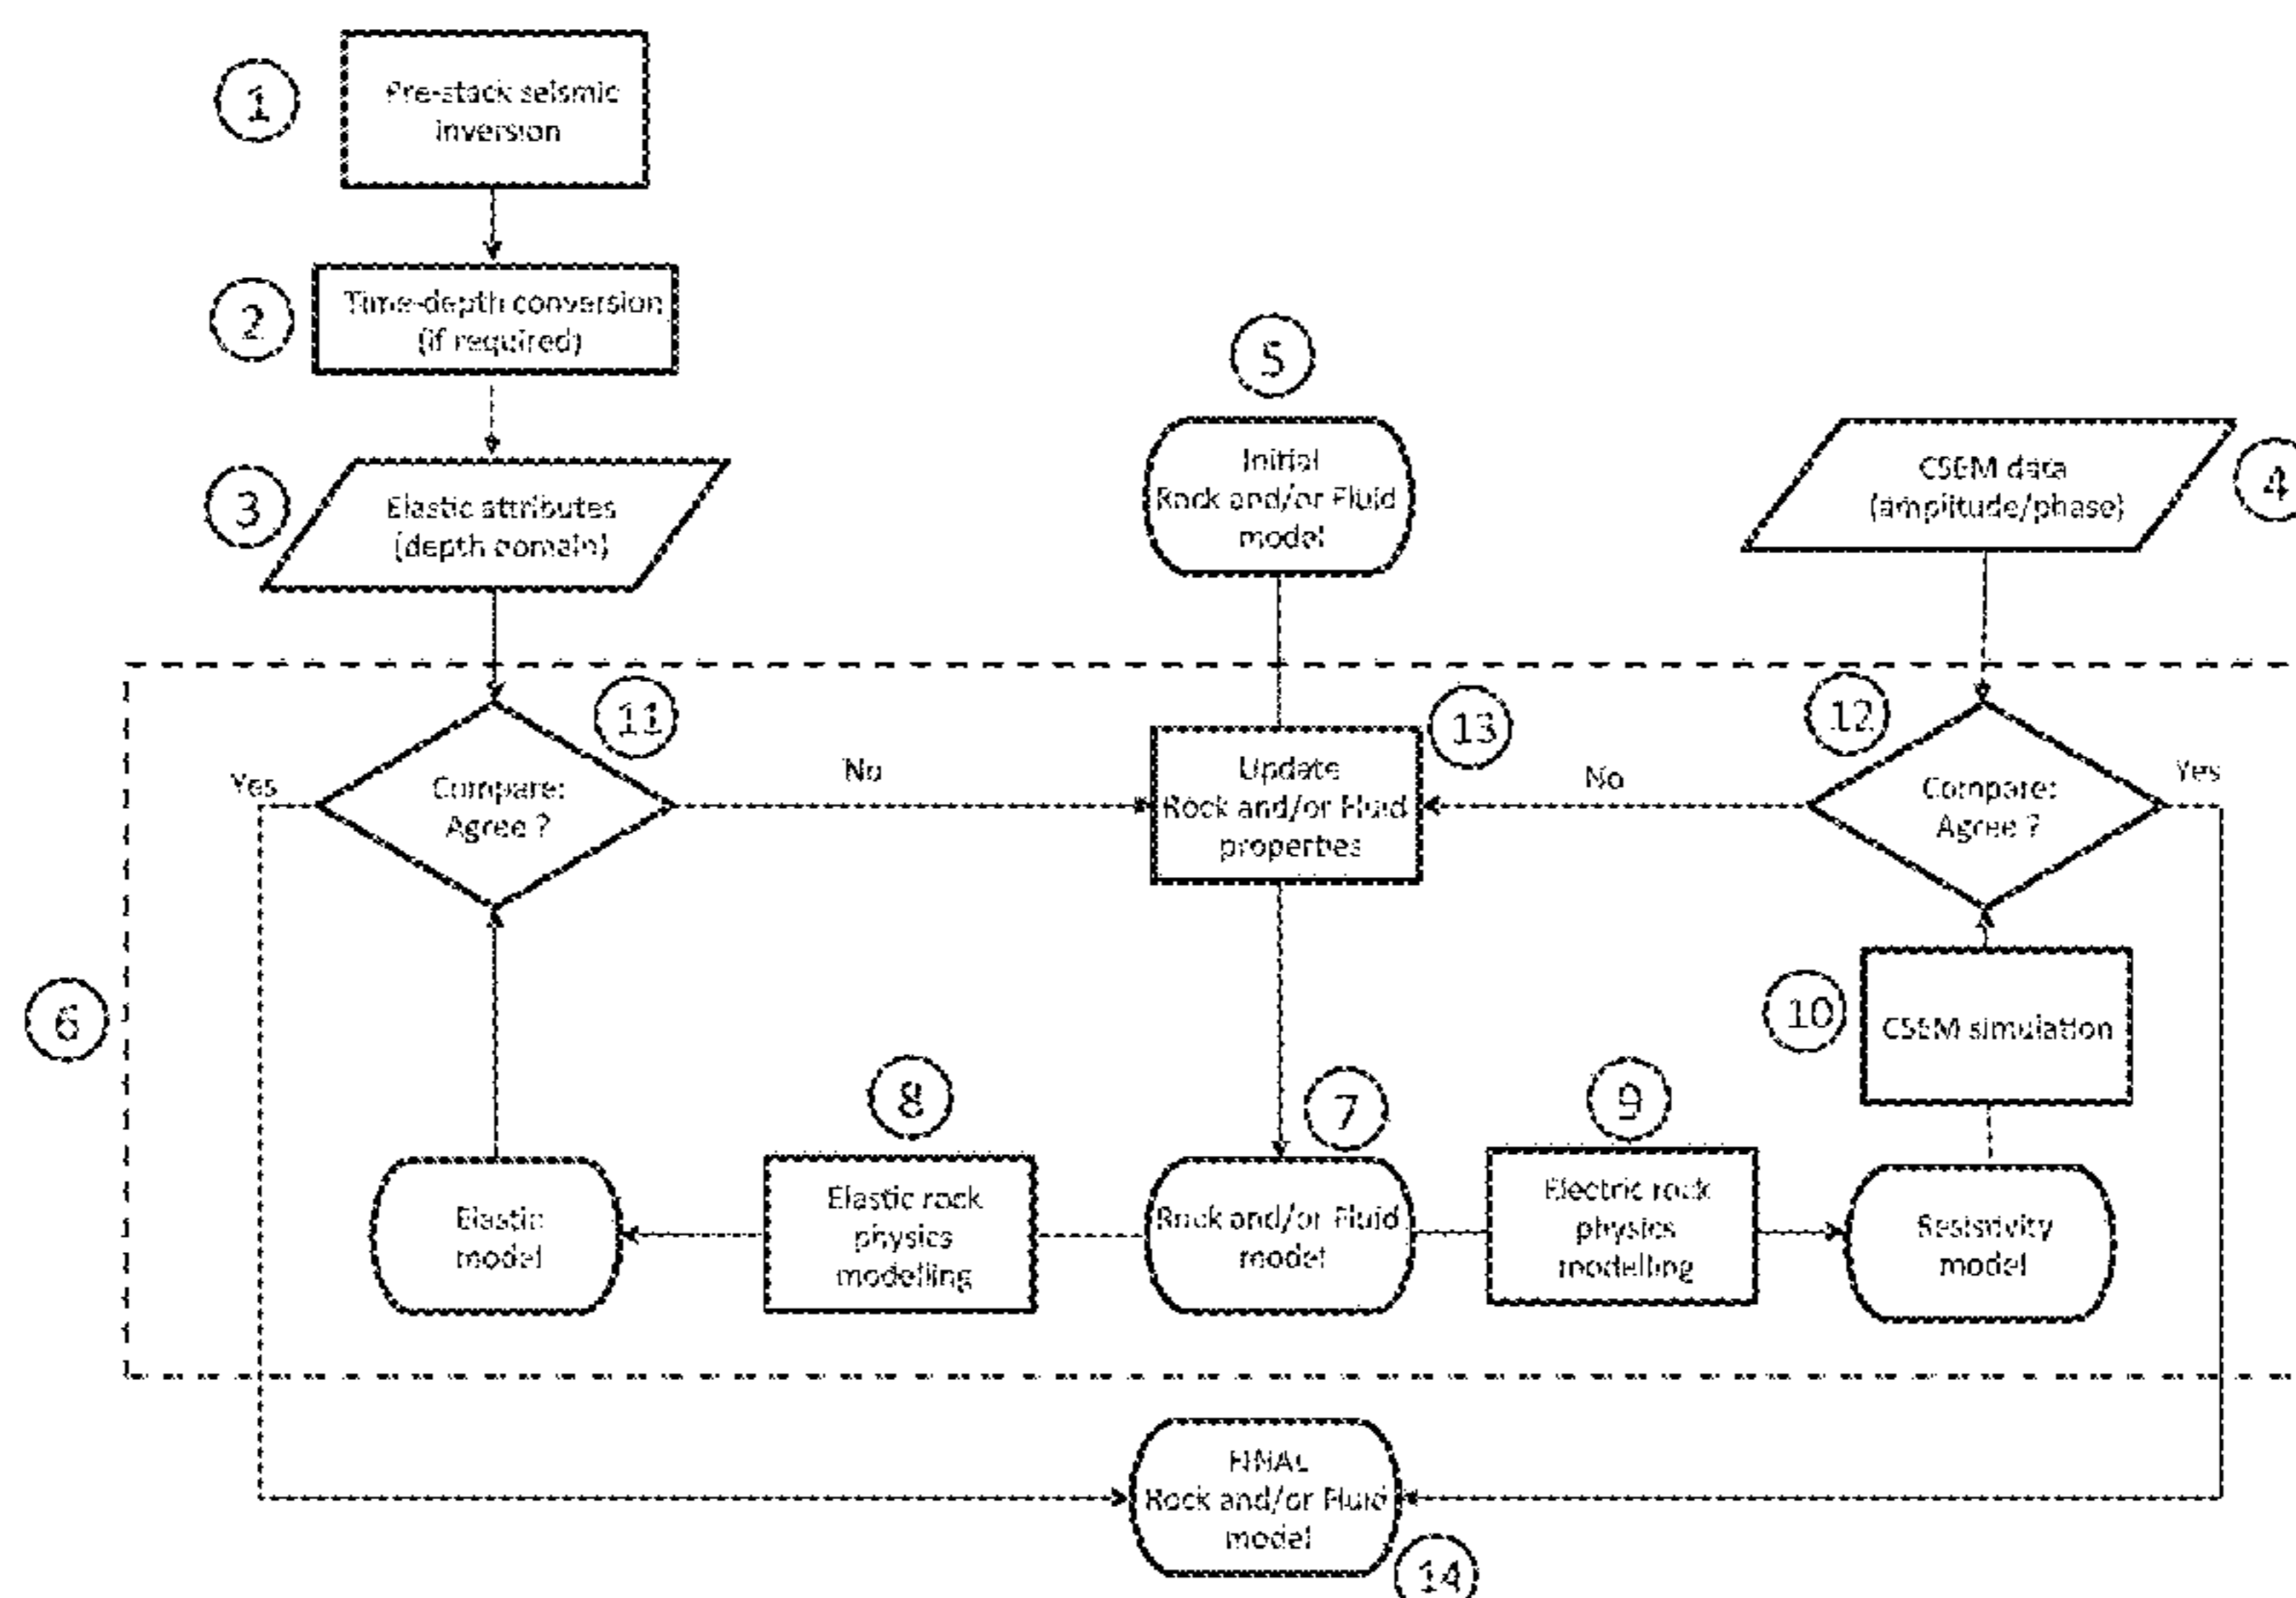 1
Pre-stack seismic
inversion
2
Time-depth conversion
(if required)
3
Elastic attributes
(depth domain)
5
Initial
Rock and/or Fluid
model
CSEM data
(amplitude/phase)
4
11
Yes
Compare:
Agree ?
No
13
Update
Rock and/or Fluid
properties
12
No
Compare:
Agree ?
Yes
6
10
CSEM simulation
8
7
9
Elastic
model
Elastic rock
physics
modelling
Rock and/or Fluid
model
Electric rock
physics
modelling
Resistivity
model
FINAL
Rock and/or Fluid
model
14